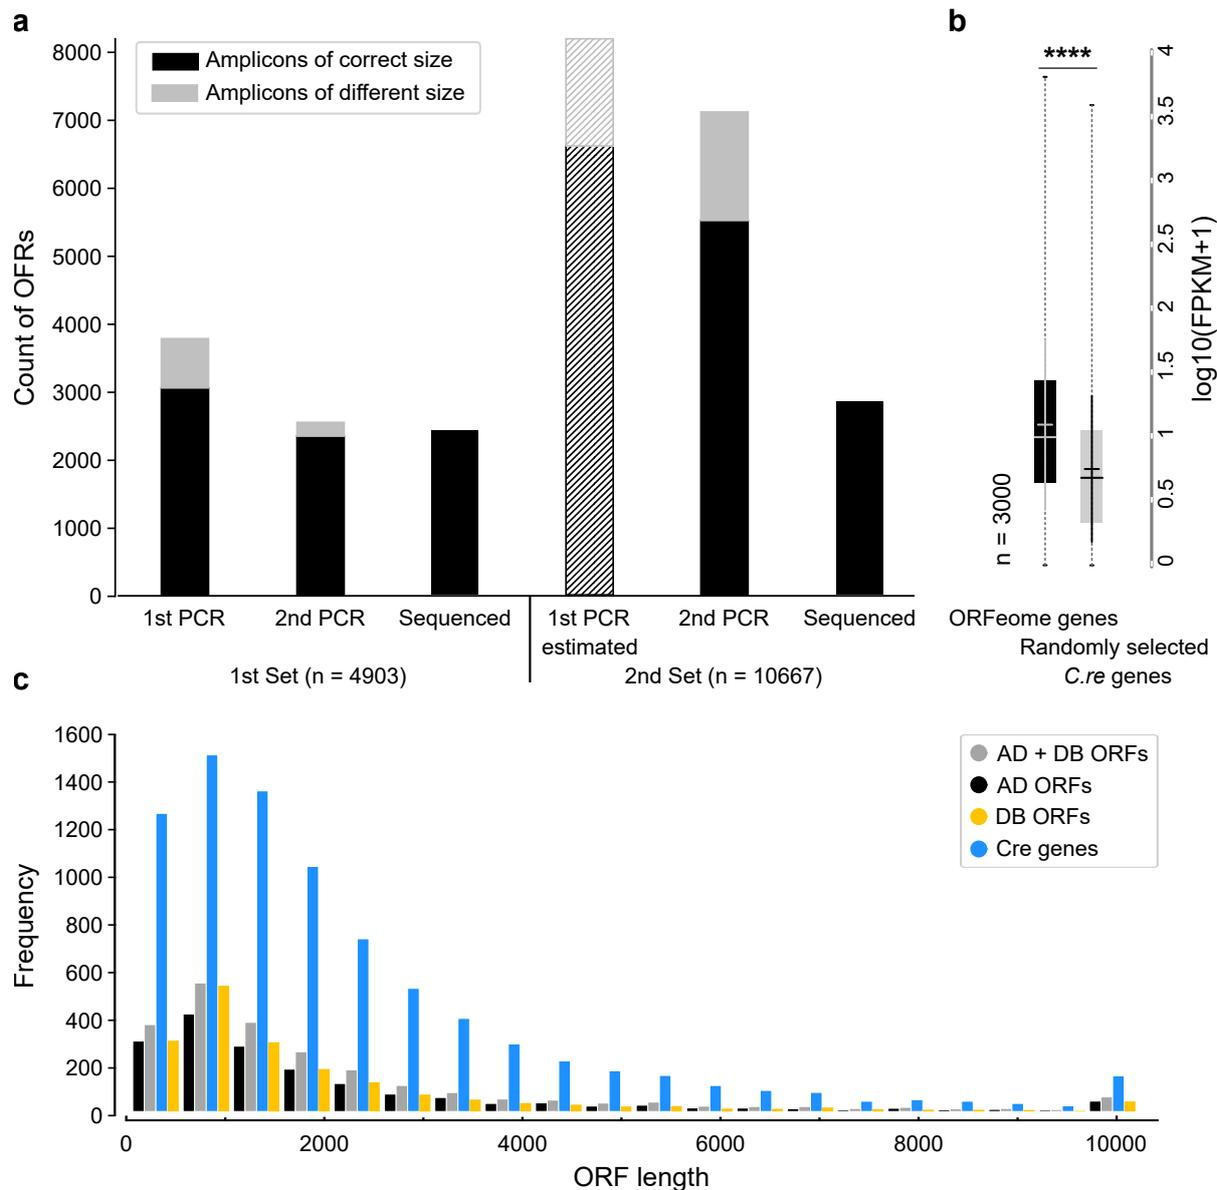 a
8000
7000
6000
5000
4000
3000
2000
1000
0
Count of OFRs
Amplicons of correct size
Amplicons of different size
1st PCR
2nd PCR
Sequenced
1st PCR
estimated
2nd PCR
Sequenced
1st Set (n = 4903)
2nd Set (n = 10667)
b
****
4
3.5
3
2.5
2
1.5
1
0.5
0
log10(FPKM+1)
n = 3000
ORFeome genes
Randomly selected
C.re genes
c
1600
1400
1200
1000
800
600
400
200
0
Frequency
AD + DB ORFs
AD ORFs
DB ORFs
Cre genes
0
2000
4000
6000
8000
10000
ORF length